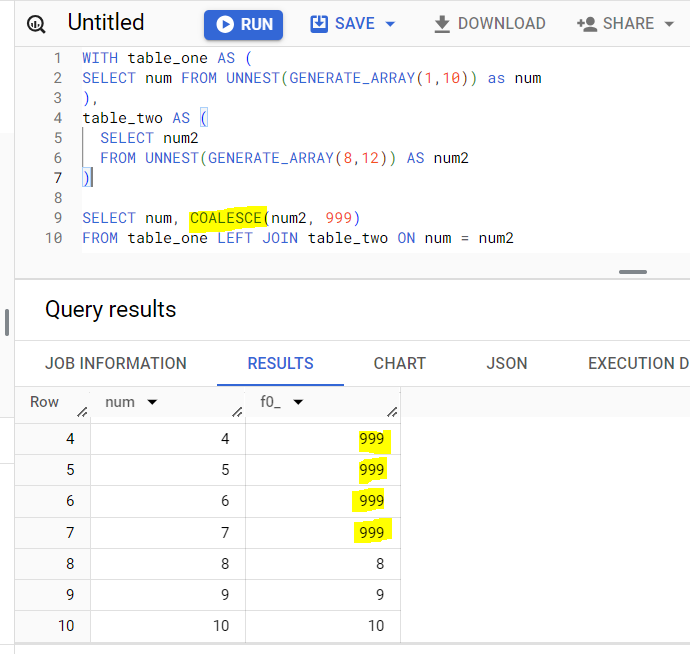 Untitled RUN SAVE DOWNLOAD SHARE
1 WITH table_one AS (
2 SELECT num FROM UNNEST(GENERATE_ARRAY(1,10)) as num
3 ),
4 table_two AS (
5 SELECT num2
6 FROM UNNEST(GENERATE_ARRAY(8,12)) AS num2
7 )
8
9 SELECT num, COALESCE(num2, 999)
10 FROM table_one LEFT JOIN table_two ON num = num2
Query results
JOB INFORMATION RESULTS CHART JSON EXECUTION D
Row num f0_
4 4 999
5 5 999
6 6 999
7 7 999
8 8 8
9 9 9
10 10 10